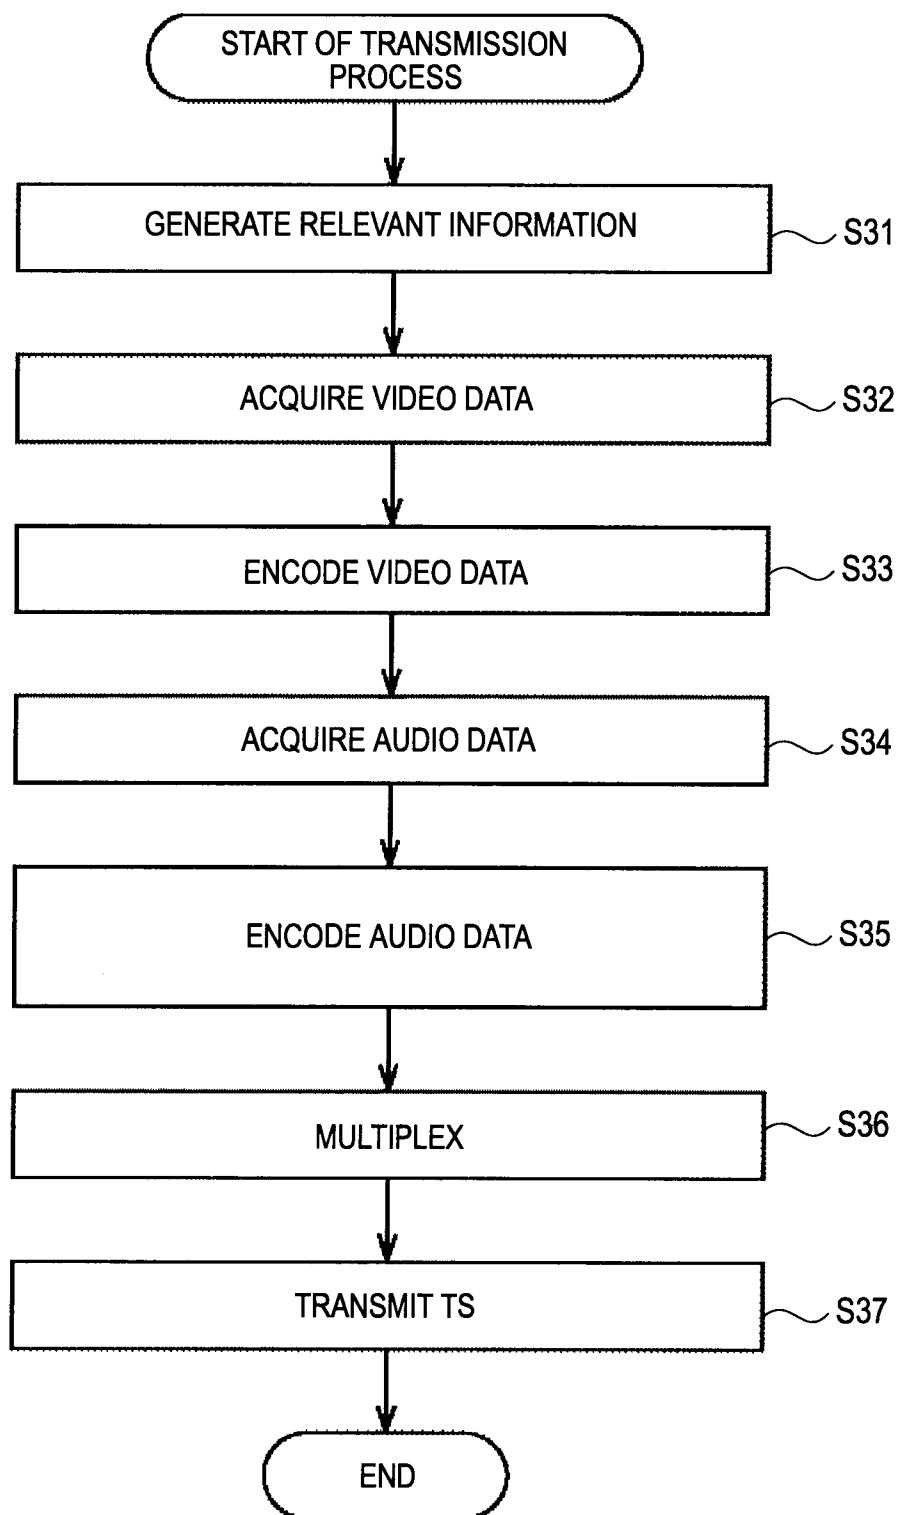 START OF TRANSMISSION
PROCESS
GENERATE RELEVANT INFORMATION
S31
ACQUIRE VIDEO DATA
S32
ENCODE VIDEO DATA
S33
ACQUIRE AUDIO DATA
S34
ENCODE AUDIO DATA
S35
MULTIPLEX
S36
TRANSMIT TS
S37
END